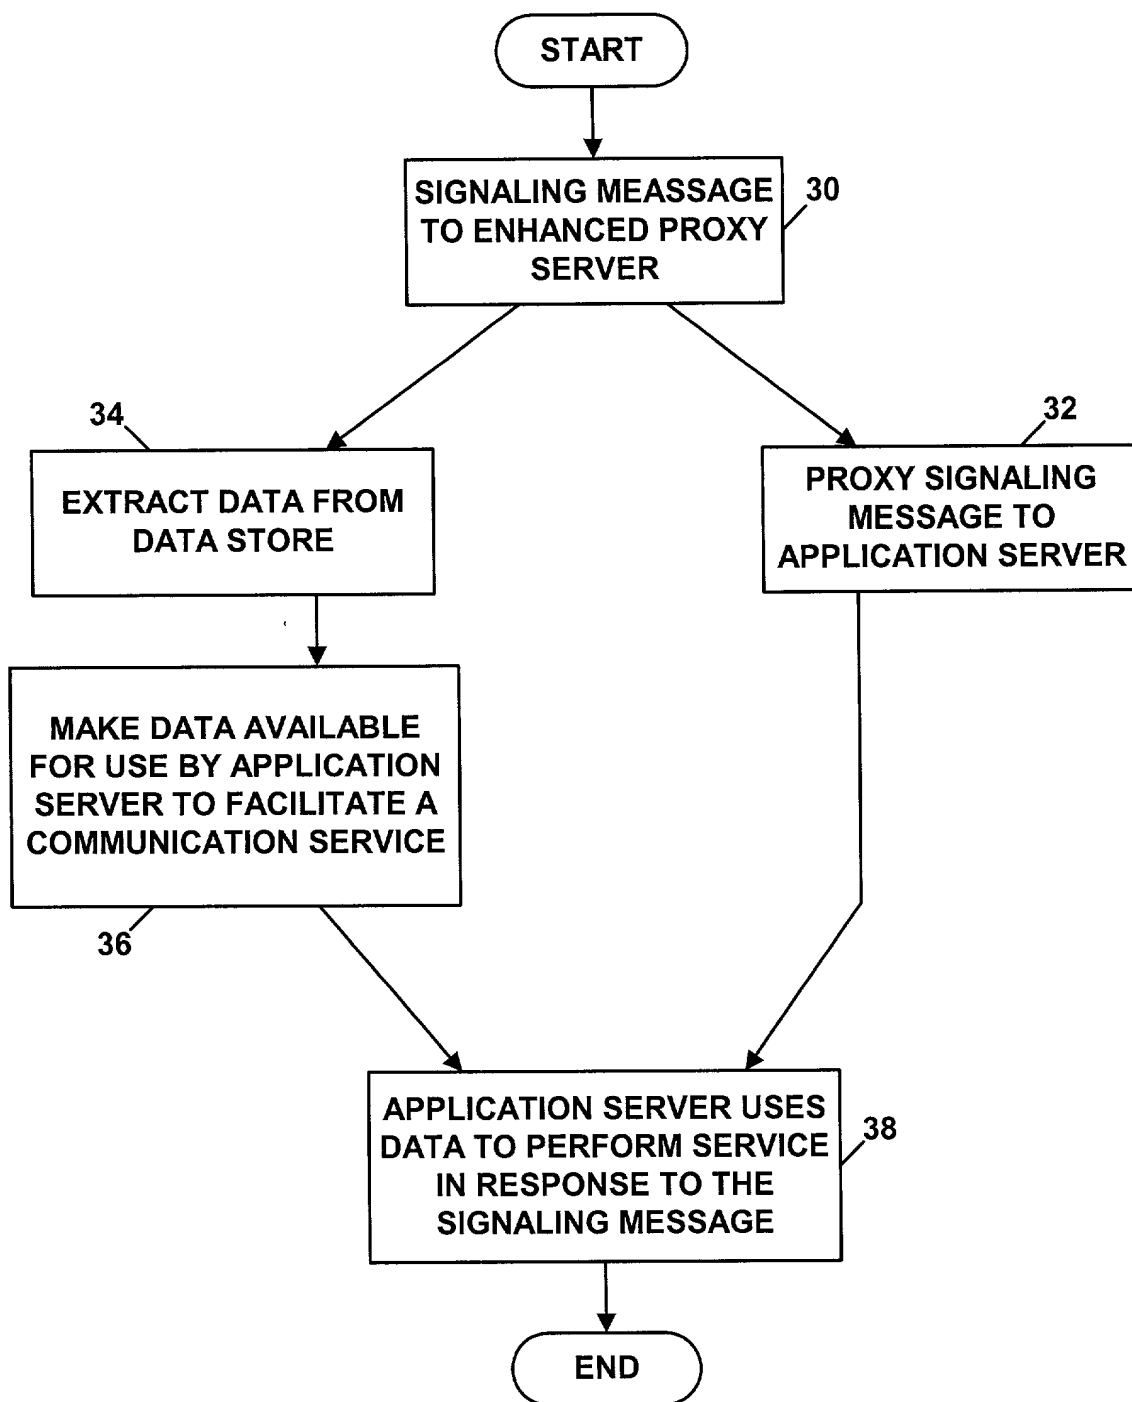 START
SIGNALING MEASSAGE
TO ENHANCED PROXY
SERVER
30
34
32
EXTRACT DATA FROM
DATA STORE
PROXY SIGNALING
MESSAGE TO
APPLICATION SERVER
MAKE DATA AVAILABLE
FOR USE BY APPLICATION
SERVER TO FACILITATE A
COMMUNICATION SERVICE
36
APPLICATION SERVER USES
DATA TO PERFORM SERVICE
IN RESPONSE TO THE
SIGNALING MESSAGE
38
END